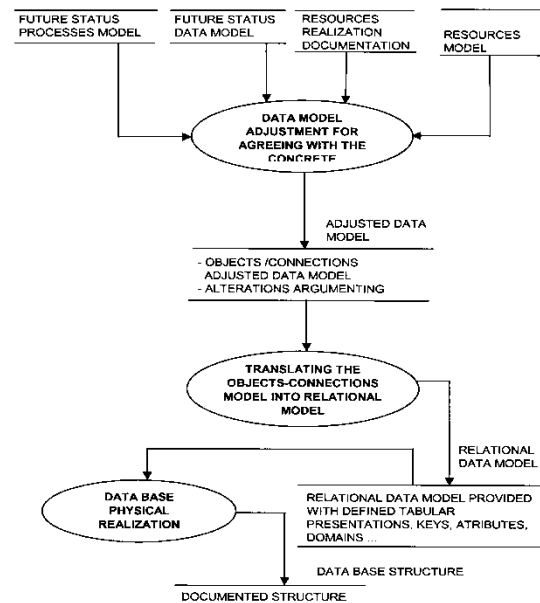 FUTURE STATUS
PROCESSES MODEL
FUTURE STATUS
DATA MODEL
RESOURCES
REALIZATION
DOCUMENTATION
RESOURCES
MODEL
DATA MODEL
ADJUSTMENT FOR
AGREEING WITH THE
CONCRETE
ADJUSTED DATA
MODEL
- OBJECTS /CONNECTIONS
ADJUSTED DATA MODEL
- ALTERATIONS ARGUMENTING
TRANSLATING THE
OBJECTS-CONNECTIONS
MODEL INTO RELATIONAL
MODEL
RELATIONAL
DATA MODEL
DATA BASE
PHYSICAL
REALIZATION
RELATIONAL DATA MODEL PROVIDED
WITH DEFINED TABULAR
PRESENTATIONS, KEYS, ATRIBUTES,
DOMAINS ...
DATA BASE STRUCTURE
DOCUMENTED STRUCTURE